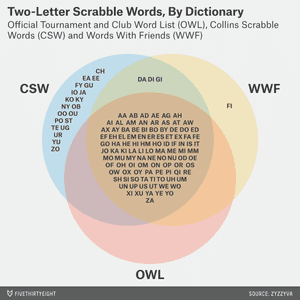 Two-Letter Scrabble Words, By Dictionary
Official Tournament and Club Word List (OWL), Collins Scrabble
Words (CSW) and Words With Friends (WWF)
CSW
WWF
CH
EA EE
FY GU
IO JA
KO KY
NY OB
OO OU
PO ST
TE UG
UR VU
YU
ZO
DA DI GI
FI
AA AB AD AE AG AH
AI AL AM AN AR AS AT AW
AX AY BA BE BI BO BY DE DO ED
EF EH EL EM EN ER ES ET EX FA FE
GO HA HE HI HM HO ID IF IN IS IT
JO KA KI LA LI LO MA ME MI MM
MO MU MY NA NE NO NU OD OE
OF OH OI OM ON OP OR OS
OW OX OY PA PE PI QI RE
SH SI SO TA TI TO UH UM
UN UP US UT WE WO
XI XU YA YE YO
ZA
OWL
FIVETHIRTYEIGHT
SOURCE: ZYZZYVA